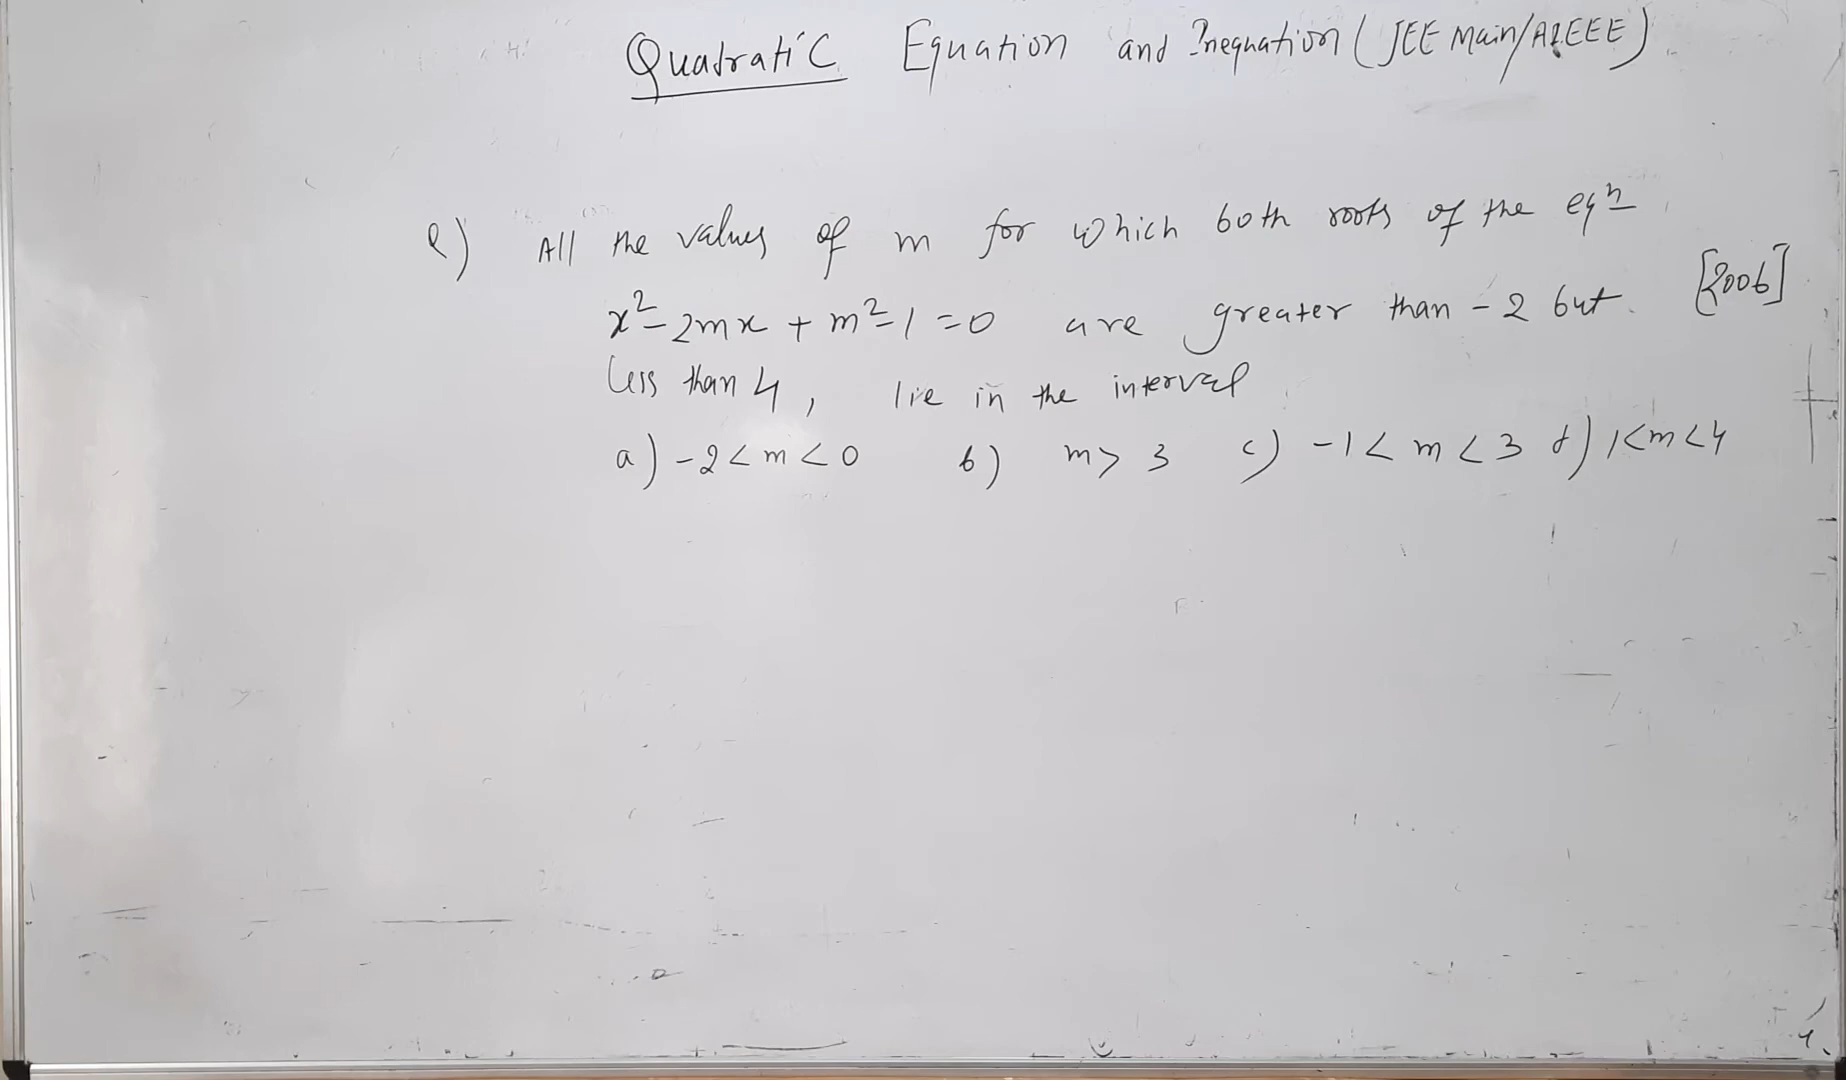 Quadratic Equation and Inequation (JEE Main/AIEEE)
Q) All the values of m for which both roots of the eqn
x²-2mx + m²-1=0 are greater than -2 but [2006]
less than 4, lie in the interval
a) -2<m<0 b) m>3 c) -1<m<3 d) 1<m<4